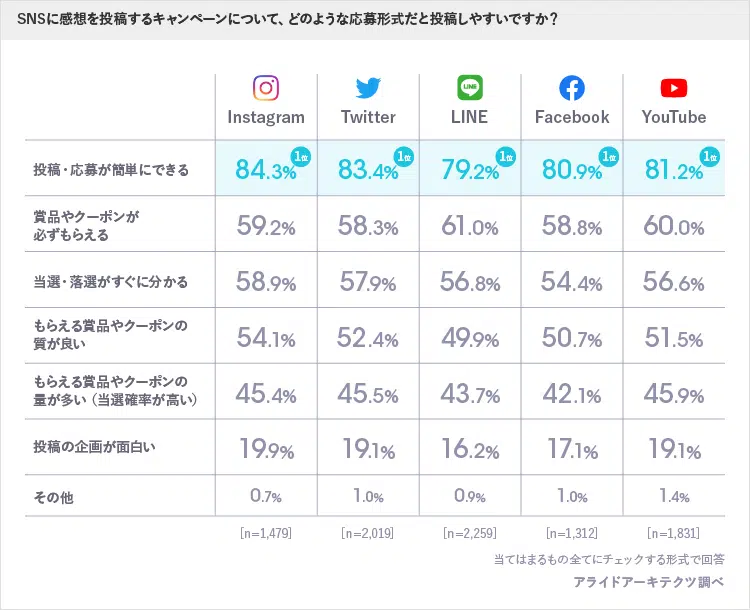 SNSに感想を投稿するキャンペーンについて、どのような応募形式だと投稿しやすいですか？
LINE
Instagram Twitter LINE Facebook YouTube
投稿・応募が簡単にできる 84.3% 1位 83.4% 1位 79.2% 1位 80.9% 1位 81.2% 1位
賞品やクーポンが
必ずもらえる 59.2% 58.3% 61.0% 58.8% 60.0%
当選・落選がすぐに分かる 58.9% 57.9% 56.8% 54.4% 56.6%
もらえる賞品やクーポンの
質が良い 54.1% 52.4% 49.9% 50.7% 51.5%
もらえる賞品やクーポンの
量が多い（当選確率が高い） 45.4% 45.5% 43.7% 42.1% 45.9%
投稿の企画が面白い 19.9% 19.1% 16.2% 17.1% 19.1%
その他 0.7% 1.0% 0.9% 1.0% 1.4%
[n=1,479] [n=2,019] [n=2,259] [n=1,312] [n=1,831]
当てはまるもの全てにチェックする形式で回答
アライドアーキテクツ調べ